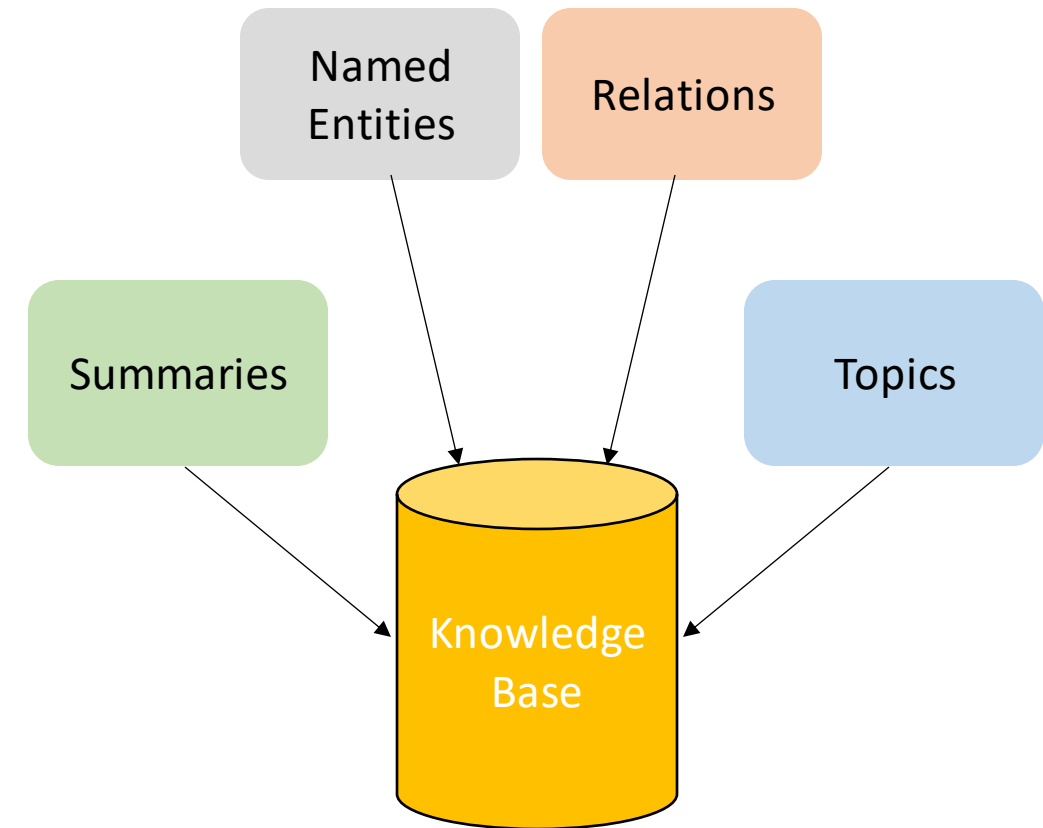 Named
Entities
Relations
Summaries
Topics
Knowledge
Base